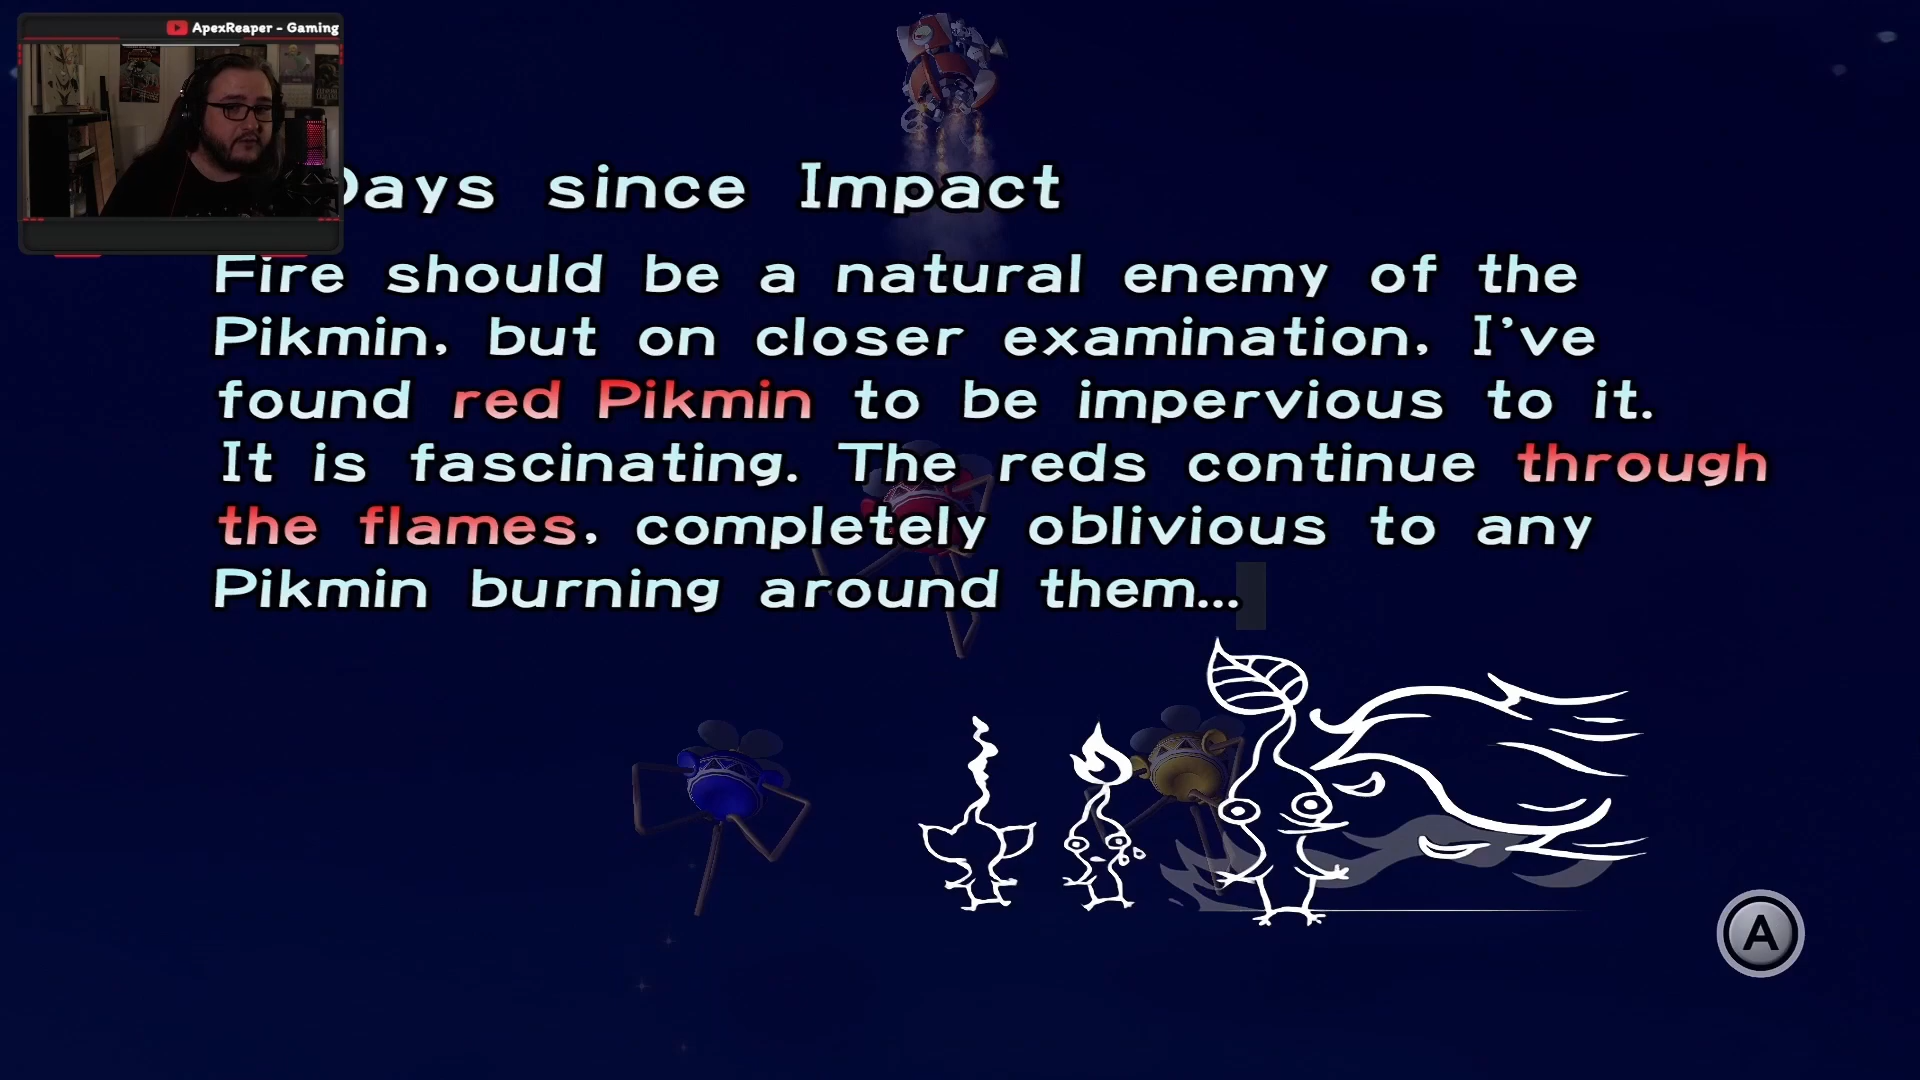 ApexReaper - Gaming
Days since Impact
Fire should be a natural enemy of the
Pikmin, but on closer examination, I've
found red Pikmin to be impervious to it.
It is fascinating. The reds continue through
the flames, completely oblivious to any
Pikmin burning around them...
A